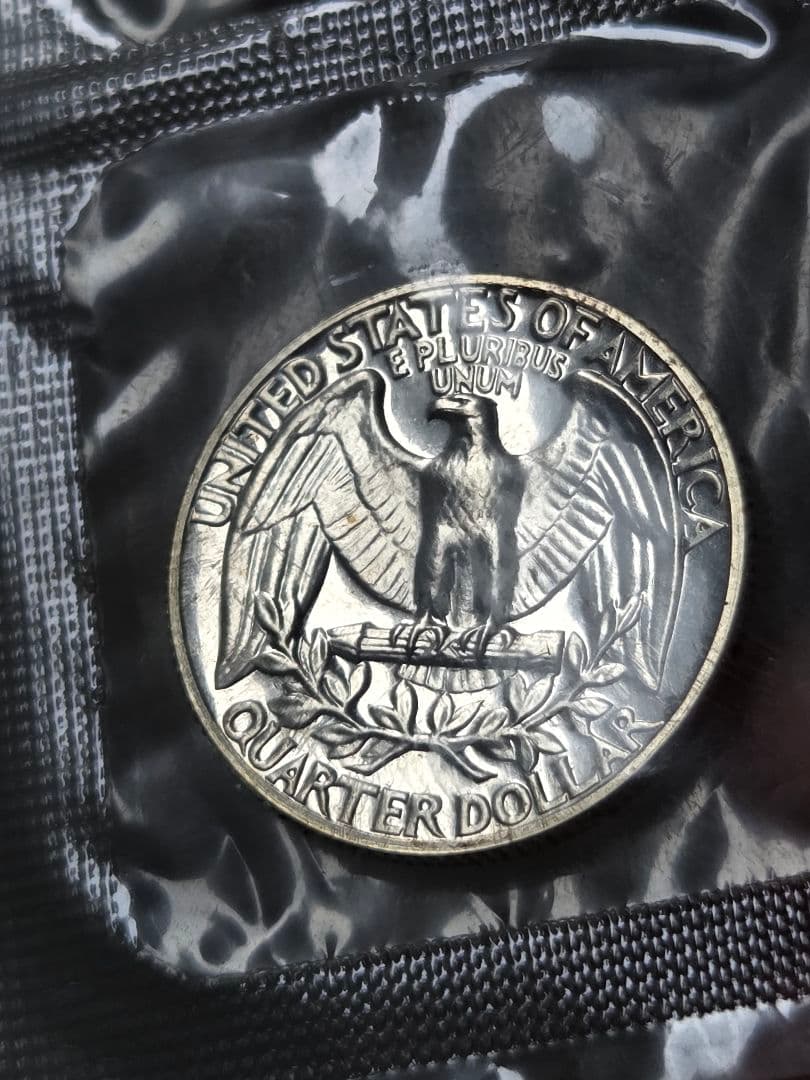 UNITED STATES OF AMERICA
E PLURIBUS
UNUM
QUARTER DOLLAR